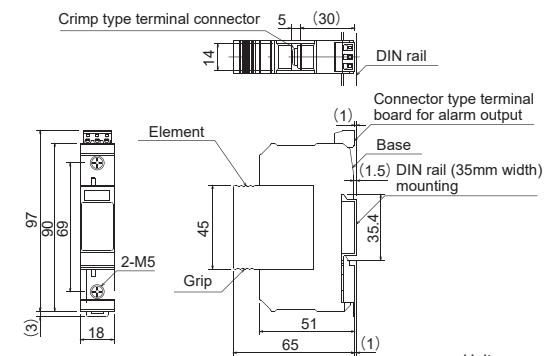 Crimp type terminal connector
5
(30)
14
DIN rail
(1)
Connector type terminal
board for alarm output
Element
Base
(1.5)
DIN rail (35mm width)
mounting
97
90
69
45
35.4
2-M5
Grip
(3)
18
51
65
(1)